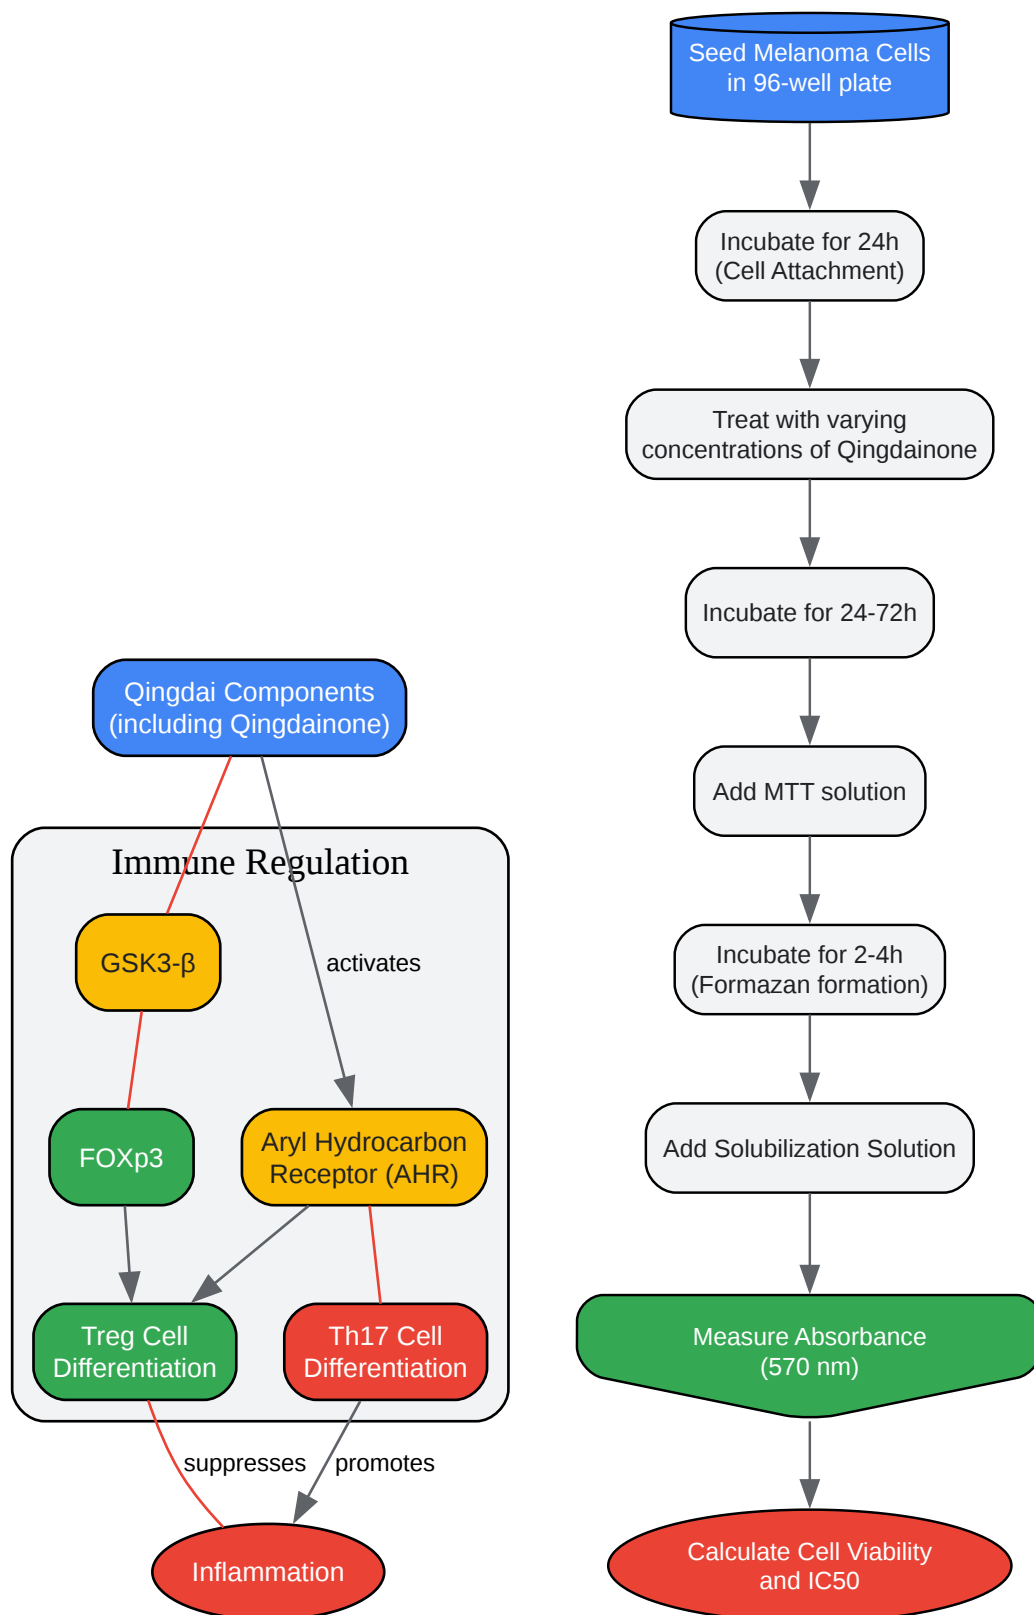 Qingdai Components
(including Qingdainone)
Immune Regulation
GSK3-β
activates
FOXp3
Aryl Hydrocarbon
Receptor (AHR)
Treg Cell
Differentiation
Th17 Cell
Differentiation
suppresses
promotes
Inflammation
Seed Melanoma Cells
in 96-well plate
Incubate for 24h
(Cell Attachment)
Treat with varying
concentrations of Qingdainone
Incubate for 24-72h
Add MTT solution
Incubate for 2-4h
(Formazan formation)
Add Solubilization Solution
Measure Absorbance
(570 nm)
Calculate Cell Viability
and IC50